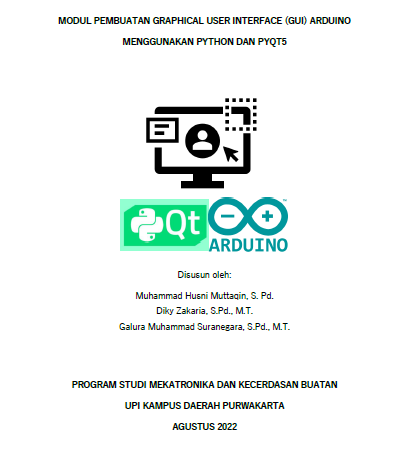 MODUL PEMBUATAN GRAPHICAL USER INTERFACE (GUI) ARDUINO
MENGGUNAKAN PYTHON DAN PYQT5
Qt
ARDUINO
Disusun oleh:
Muhammad Husni Muttaqin, S. Pd.
Diky Zakaria, S.Pd., M.T.
Galura Muhammad Suranegara, S.Pd., M.T.
PROGRAM STUDI MEKATRONIKA DAN KECERDASAN BUATAN
UPI KAMPUS DAERAH PURWAKARTA
AGUSTUS 2022